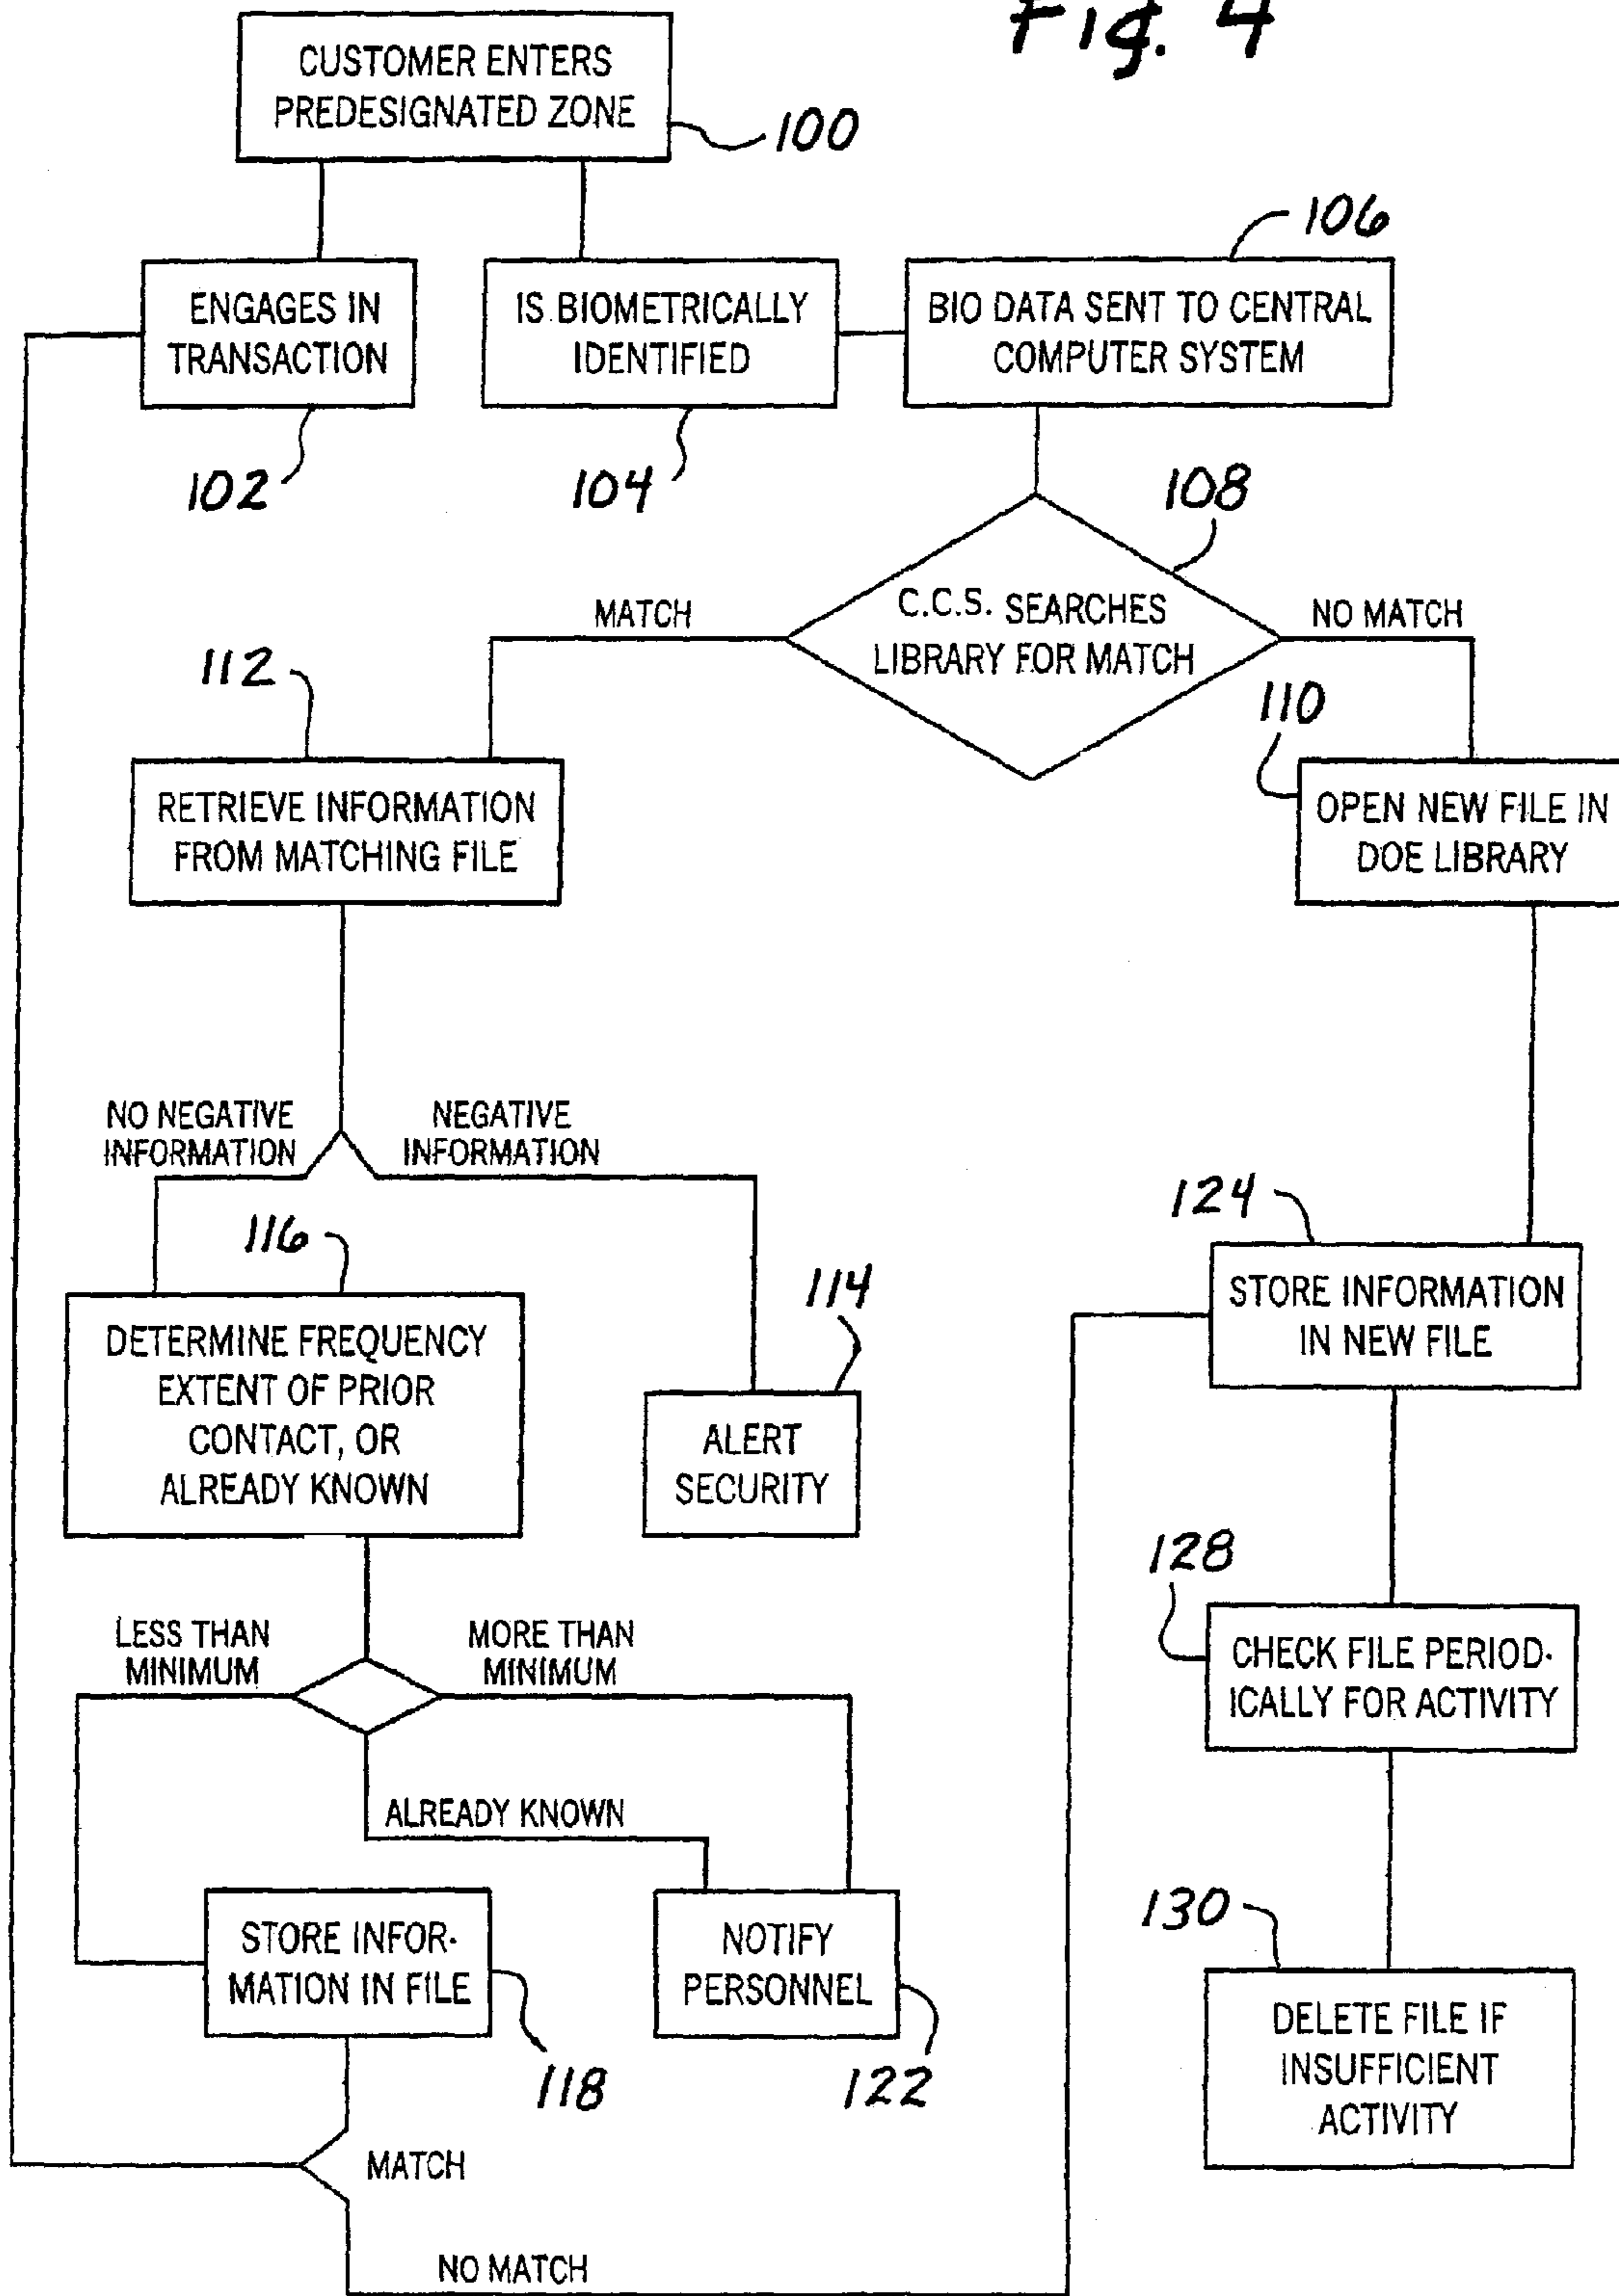 Fig. 4
CUSTOMER ENTERS
PREDESIGNATED ZONE
100
106
ENGAGES IN
TRANSACTION
IS BIOMETRICALLY
IDENTIFIED
BIO DATA SENT TO CENTRAL
COMPUTER SYSTEM
102
104
108
C.C.S. SEARCHES
LIBRARY FOR MATCH
MATCH
NO MATCH
112
110
RETRIEVE INFORMATION
FROM MATCHING FILE
OPEN NEW FILE IN
DOE LIBRARY
NO NEGATIVE
INFORMATION
NEGATIVE
INFORMATION
124
116
114
STORE INFORMATION
IN NEW FILE
DETERMINE FREQUENCY
EXTENT OF PRIOR
CONTACT, OR
ALREADY KNOWN
ALERT
SECURITY
128
LESS THAN
MINIMUM
MORE THAN
MINIMUM
CHECK FILE PERIOD-
ICALLY FOR ACTIVITY
ALREADY KNOWN
130
STORE INFOR-
MATION IN FILE
NOTIFY
PERSONNEL
118
122
DELETE FILE IF
INSUFFICIENT
ACTIVITY
MATCH
NO MATCH